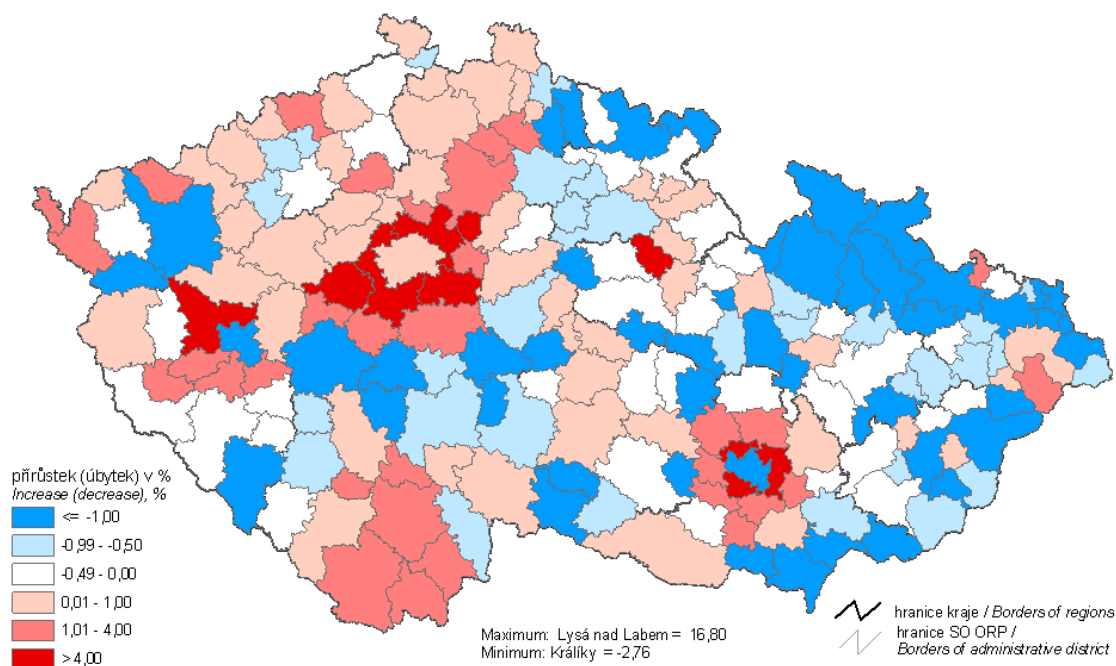 přírůstek (úbytek) v %
Increase (decrease), %
<= -1,00
-0,99 - -0,50
-0,49 - 0,00
0,01 - 1,00
1,01 - 4,00
> 4,00
Maximum: Lysá nad Labem = 16,80
Minimum: Králíky = -2,76
hranice kraje / Borders of regions
hranice SO ORP /
Borders of administrative district